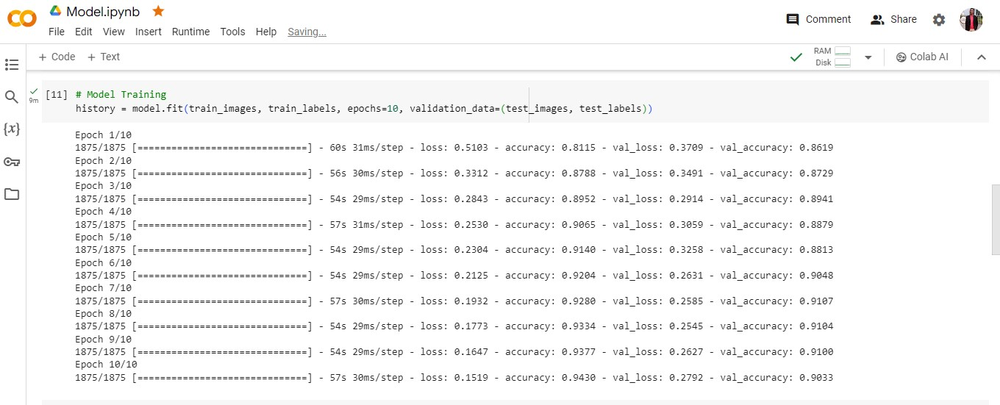 Model.ipynb
File Edit View Insert Runtime Tools Help Saving...
Comment Share
+ Code + Text
RAM
Disk
Colab AI
9m
[11] # Model Training
history = model.fit(train_images, train_labels, epochs=10, validation_data=(test_images, test_labels))
Epoch 1/10
1875/1875 [==============================] - 60s 31ms/step - loss: 0.5103 - accuracy: 0.8115 - val_loss: 0.3709 - val_accuracy: 0.8619
Epoch 2/10
1875/1875 [==============================] - 56s 30ms/step - loss: 0.3312 - accuracy: 0.8788 - val_loss: 0.3491 - val_accuracy: 0.8729
Epoch 3/10
1875/1875 [==============================] - 54s 29ms/step - loss: 0.2843 - accuracy: 0.8952 - val_loss: 0.2914 - val_accuracy: 0.8941
Epoch 4/10
1875/1875 [==============================] - 57s 31ms/step - loss: 0.2530 - accuracy: 0.9065 - val_loss: 0.3059 - val_accuracy: 0.8879
Epoch 5/10
1875/1875 [==============================] - 54s 29ms/step - loss: 0.2304 - accuracy: 0.9140 - val_loss: 0.3258 - val_accuracy: 0.8813
Epoch 6/10
1875/1875 [==============================] - 54s 29ms/step - loss: 0.2125 - accuracy: 0.9204 - val_loss: 0.2631 - val_accuracy: 0.9048
Epoch 7/10
1875/1875 [==============================] - 57s 30ms/step - loss: 0.1932 - accuracy: 0.9280 - val_loss: 0.2585 - val_accuracy: 0.9107
Epoch 8/10
1875/1875 [==============================] - 54s 29ms/step - loss: 0.1773 - accuracy: 0.9334 - val_loss: 0.2545 - val_accuracy: 0.9104
Epoch 9/10
1875/1875 [==============================] - 54s 29ms/step - loss: 0.1647 - accuracy: 0.9377 - val_loss: 0.2627 - val_accuracy: 0.9100
Epoch 10/10
1875/1875 [==============================] - 57s 30ms/step - loss: 0.1519 - accuracy: 0.9430 - val_loss: 0.2792 - val_accuracy: 0.9033